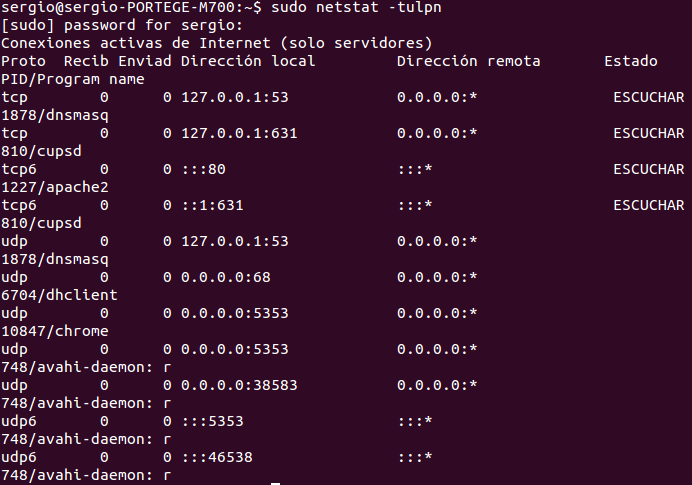 sergio@sergio-PORTEGE-M700:~$ sudo netstat -tulpn
[sudo] password for sergio:
Conexiones activas de Internet (solo servidores)
Proto  Recib Enviad Dirección local         Dirección remota       Estado
PID/Program name
tcp        0      0 127.0.0.1:53            0.0.0.0:*               ESCUCHAR
1878/dnsmasq
tcp        0      0 127.0.0.1:631           0.0.0.0:*               ESCUCHAR
810/cupsd
tcp6       0      0 :::80                   :::*                    ESCUCHAR
1227/apache2
tcp6       0      0 ::1:631                 :::*                    ESCUCHAR
810/cupsd
udp        0      0 127.0.0.1:53            0.0.0.0:*
1878/dnsmasq
udp        0      0 0.0.0.0:68              0.0.0.0:*
6704/dhclient
udp        0      0 0.0.0.0:5353            0.0.0.0:*
10847/chrome
udp        0      0 0.0.0.0:5353            0.0.0.0:*
748/avahi-daemon: r
udp        0      0 0.0.0.0:38583           0.0.0.0:*
748/avahi-daemon: r
udp6       0      0 :::5353                 :::*
748/avahi-daemon: r
udp6       0      0 :::46538                :::*
748/avahi-daemon: r